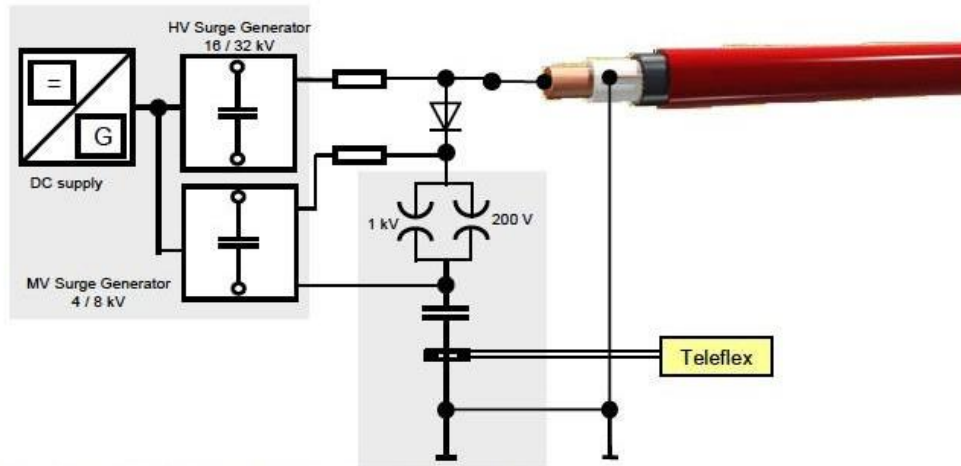 HV Surge Generator
16 / 32 kV
=
G
DC supply
1 kV
200 V
MV Surge Generator
4 / 8 kV
Teleflex